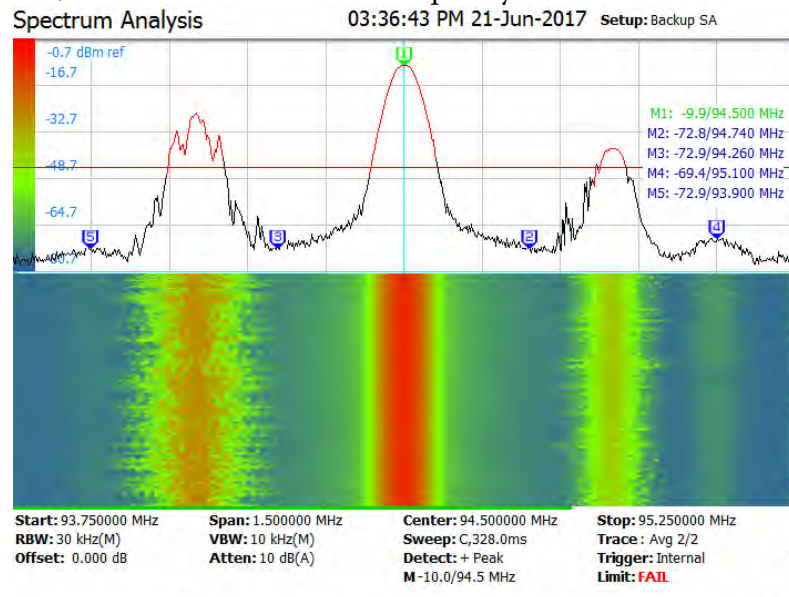 Spectrum Analysis 03:36:43 PM 21-Jun-2017 Setup: Backup SA
-0.7 dBm ref
-16.7
1
-32.7
M1: -9.9/94.500 MHz
M2: -72.8/94.740 MHz
M3: -72.9/94.260 MHz
M4: -69.4/95.100 MHz
M5: -72.9/93.900 MHz
-48.7
-64.7
5 3 2 4
Start: 93.750000 MHz Span: 1.500000 MHz Center: 94.500000 MHz Stop: 95.250000 MHz
RBW: 30 kHz(M) VBW: 10 kHz(M) Sweep: C,328.0ms Trace : Avg 2/2
Offset: 0.000 dB Atten: 10 dB(A) Detect: + Peak Trigger: Internal
M -10.0/94.5 MHz Limit: FAIL